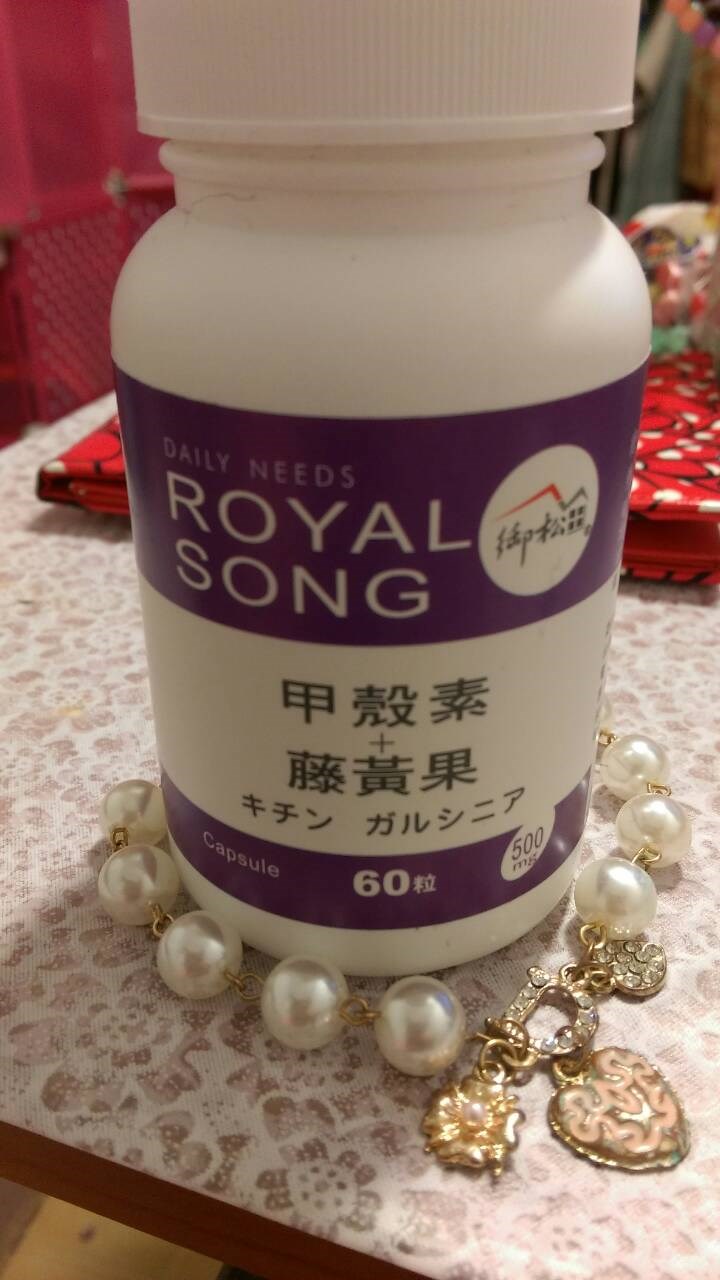 DAILY NEEDS
ROYAL
SONG
御松田
甲殼素
+
藤黃果
キチン ガルシニア
Capsule
60粒
500
mg